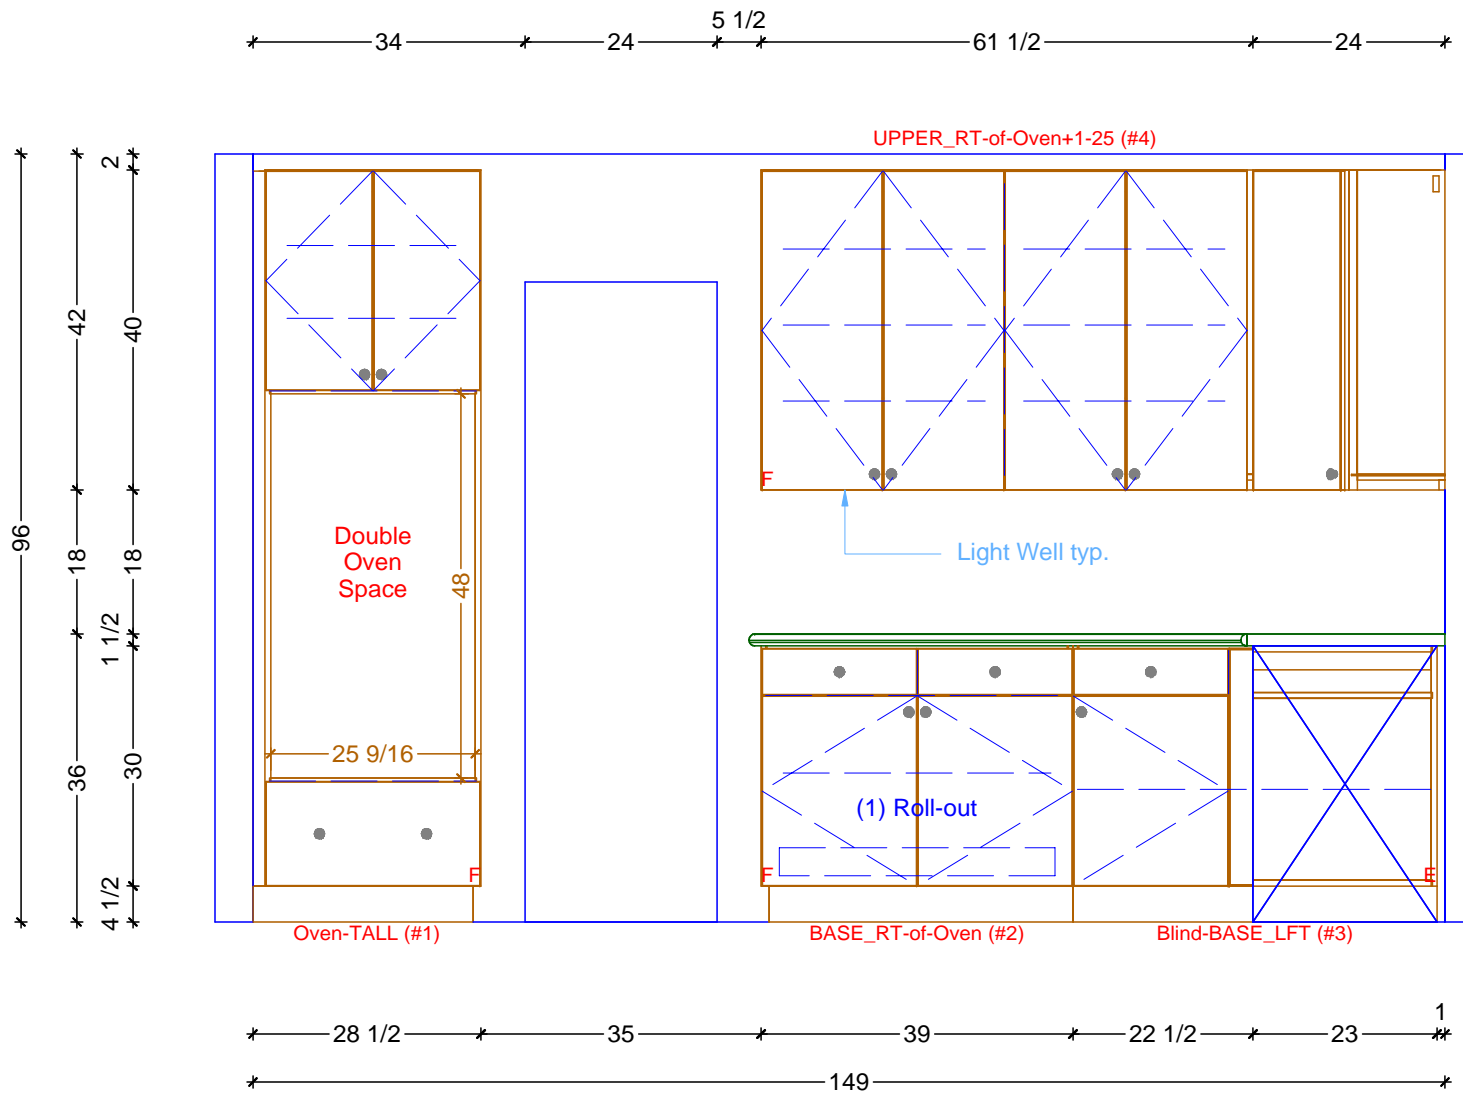 5 1/2
34
24
61 1/2
24
UPPER_RT-of-Oven+1-25 (#4)
2
42
40
96
18
18
1 1/2
36
30
4 1/2
F
Double
Oven
Space
48
Light Well typ.
25 9/16
(1) Roll-out
F
F
E
Oven-TALL (#1)
BASE_RT-of-Oven (#2)
Blind-BASE_LFT (#3)
1
28 1/2
35
39
22 1/2
23
149